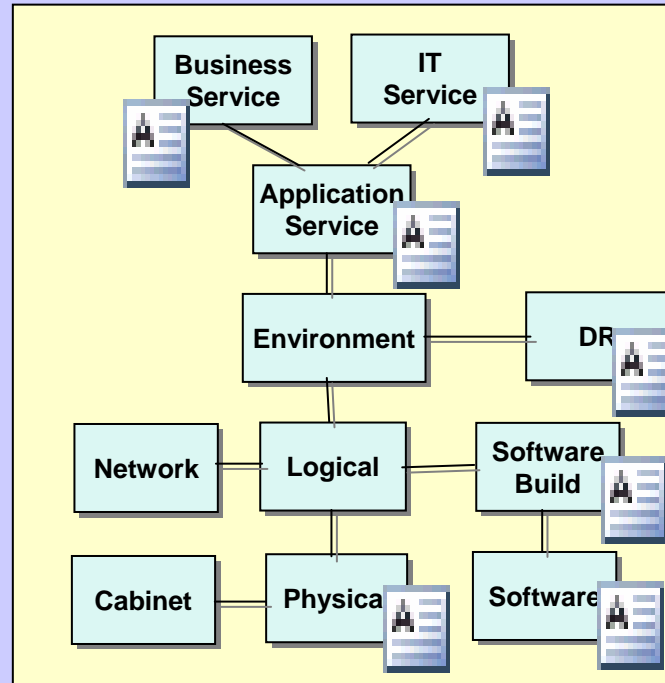 Business
Service
IT
Service
Application
Service
Environment
DR
Network
Logical
Software
Build
Cabinet
Physica
Software
A
A
A
A
A
A
A